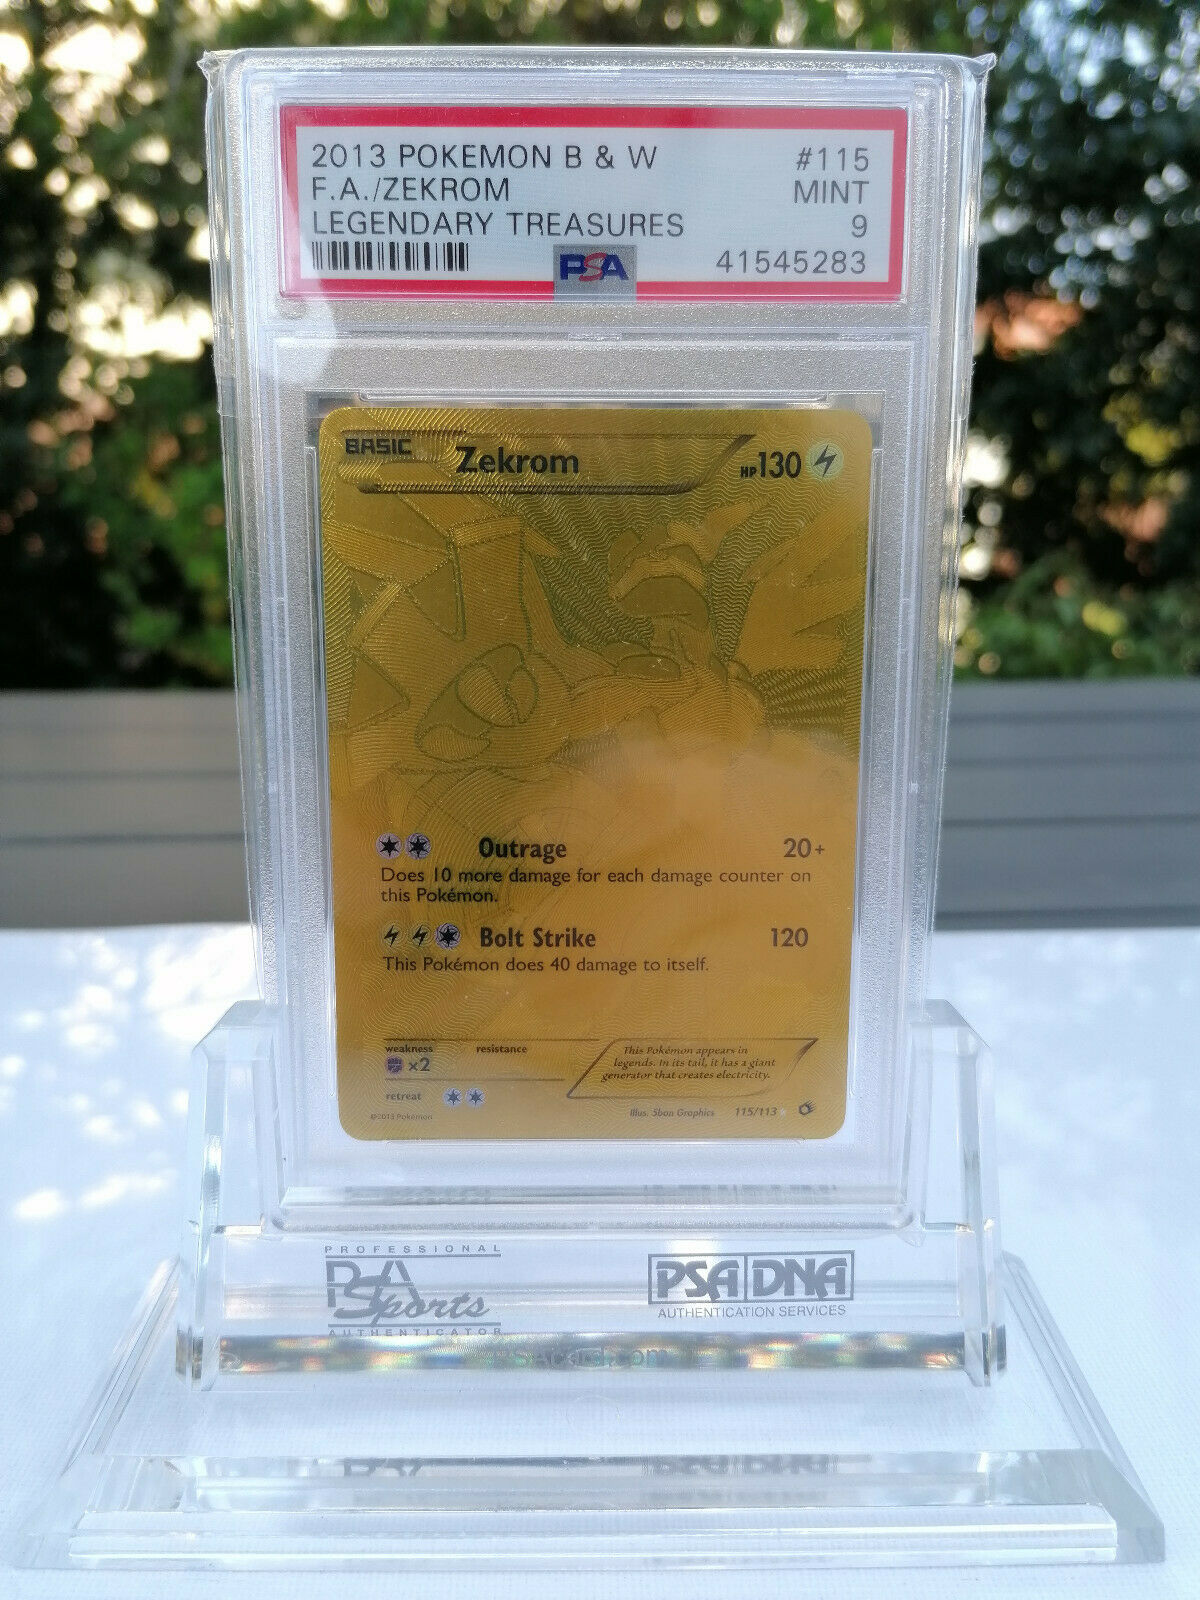 2013 POKEMON B & W #115
F.A./ZEKROM MINT
LEGENDARY TREASURES 9
PSA 41545283
BASIC Zekrom HP130
Outrage 20+
Does 10 more damage for each damage counter on
this Pokémon.
Bolt Strike 120
This Pokémon does 40 damage to itself.
weakness resistance
×2
This Pokémon appears in
legends. In its tail, it has a giant
generator that creates electricity.
retreat
©2013 Pokémon Illus. 5ban Graphics 115/113
PROFESSIONAL
PSA
Sports
AUTHENTICATOR
PSA DNA
AUTHENTICATION SERVICES